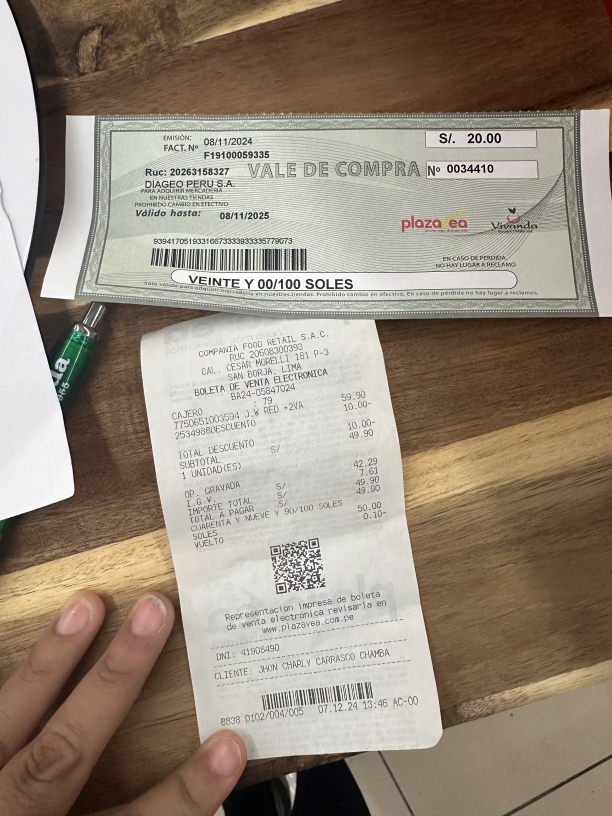 EMISIÓN: 08/11/2024
FACT. Nº F19100059335
S/. 20.00
Ruc: 20263158327
VALE DE COMPRA
Nº 0034410
DIAGEO PERU S.A.
PARA ADQUIRIR MERCADERIA
EN NUESTRAS TIENDAS
PROHIBIDO CAMBIO EN EFECTIVO
Válido hasta: 08/11/2025
plazaVea
Vivanda
EN CASO DE PERDIDA,
NO HAY LUGAR A RECLAMO
VEINTE Y 00/100 SOLES
Solo válido para adquirir mercadería en nuestras tiendas. Prohibido cambio en efectivo. En caso de pérdida no hay lugar a reclamos.
COMPANIA FOOD RETAIL S.A.C.
RUC 20608300393
CAL. CESAR MORELLI 181 P-3
SAN BORJA, LIMA
BOLETA DE VENTA ELECTRONICA
BA24-05847024
CAJERO : 79
7750651003594 J.W RED +2VA 59.90
25349880ESCUENTO 10.00-
TOTAL DESCUENTO 10.00-
SUBTOTAL S/ 49.90
1 UNIDAD(ES)
OP. GRAVADA S/ 42.29
I.G.V. S/ 7.61
IMPORTE TOTAL S/ 49.90
TOTAL A PAGAR S/ 49.90
CUARENTA Y NUEVE Y 90/100 SOLES
SOLES 50.00
VUELTO 0.10-
Representacion impresa de boleta
de venta electronica revisarla en
www.plazavea.com.pe
DNI: 41908490
CLIENTE: JHON CHARLY CARRASCO CHAMBA
8838 0102/004/005 07.12.24 13:46 AC-00